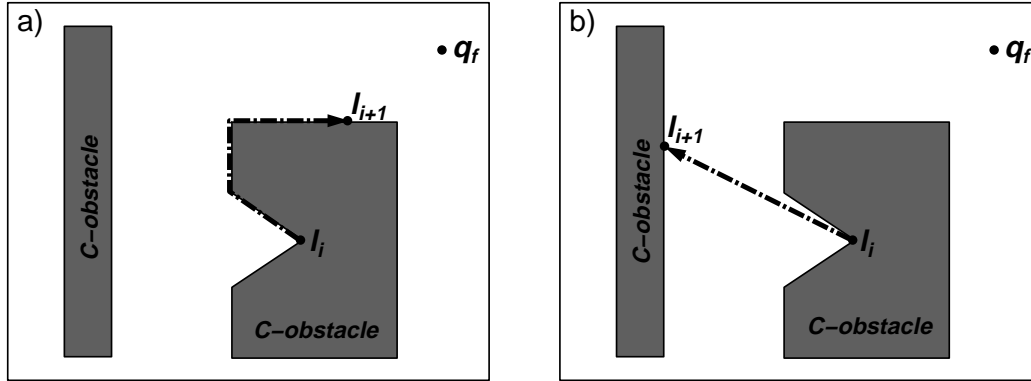 a)
q_f
I_{i+1}
C−obstacle
I_i
C−obstacle
b)
q_f
I_{i+1}
C−obstacle
I_i
C−obstacle